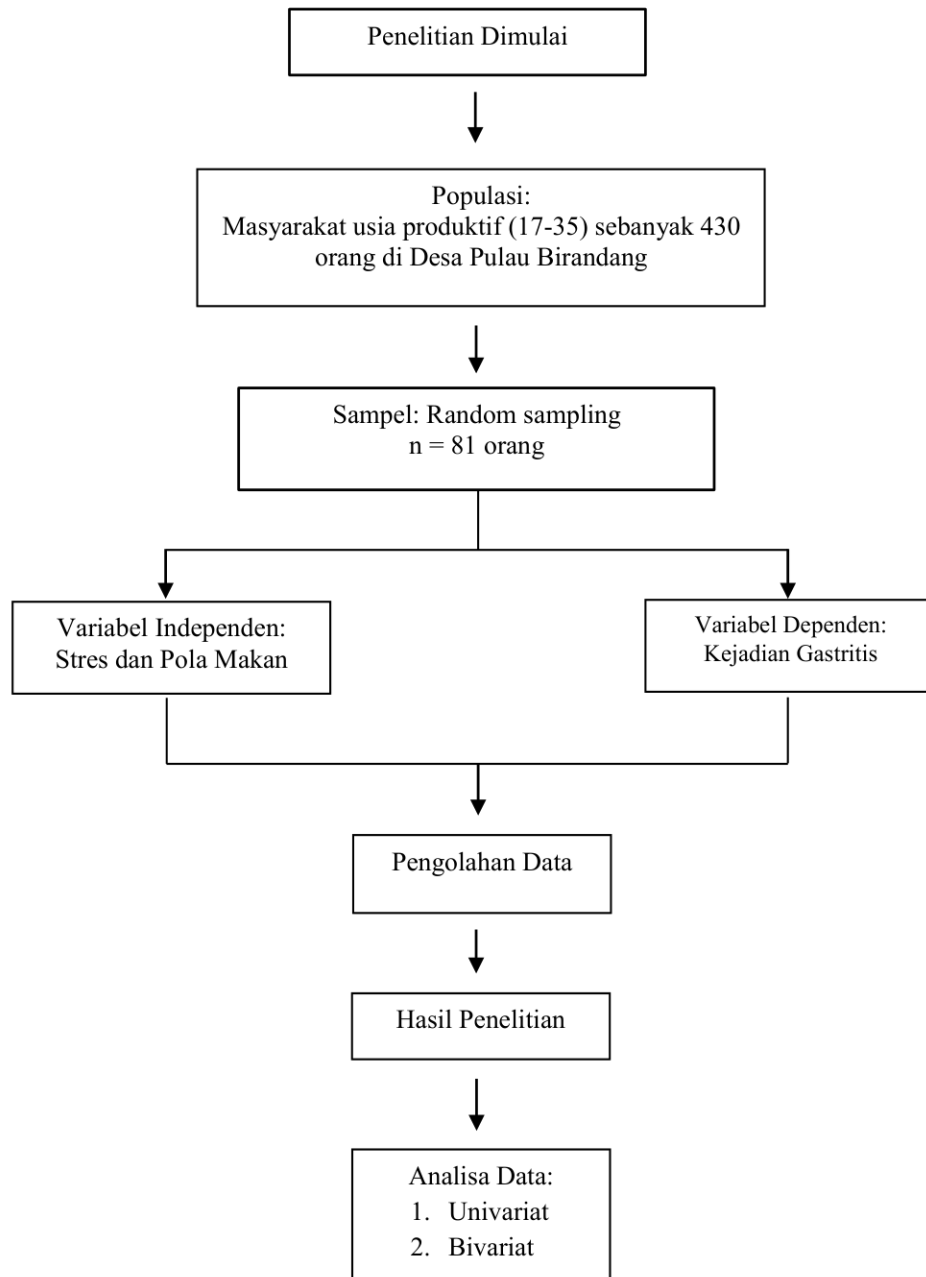 Penelitian Dimulai
Populasi:
Masyarakat usia produktif (17-35) sebanyak 430
orang di Desa Pulau Birandang
Sampel: Random sampling
n = 81 orang
Variabel Independen:
Stres dan Pola Makan
Variabel Dependen:
Kejadian Gastritis
Pengolahan Data
Hasil Penelitian
Analisa Data:
1. Univariat
2. Bivariat